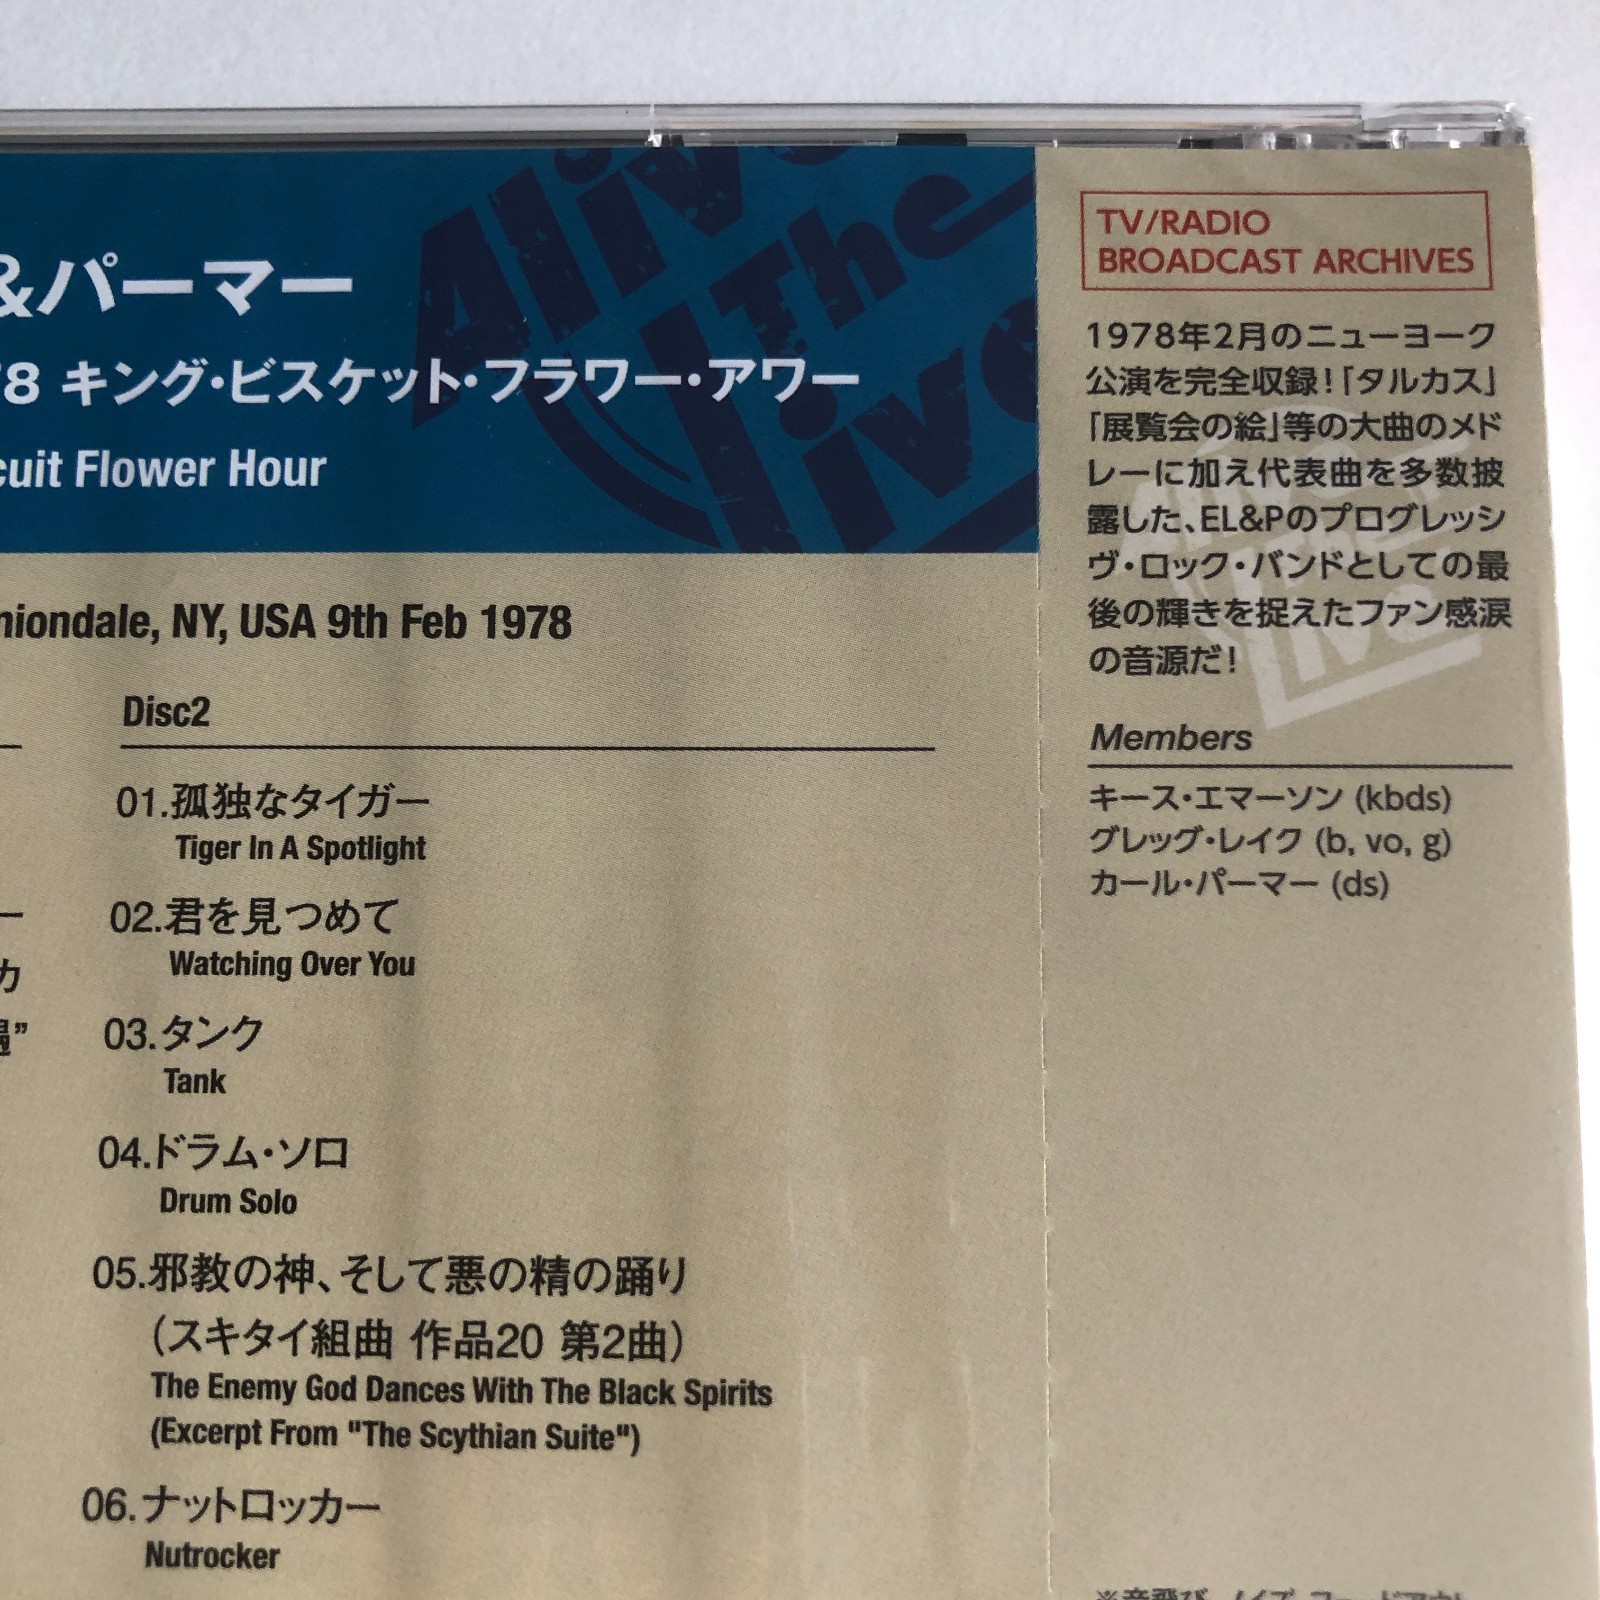 Alive The Live
&パーマー
78 キング・ビスケット・フラワー・アワー
cuit Flower Hour
niondale, NY, USA 9th Feb 1978
Disc2
01.孤独なタイガー
Tiger In A Spotlight
02.君を見つめて
Watching Over You
03.タンク
Tank
04.ドラム・ソロ
Drum Solo
05.邪教の神、そして悪の精の踊り
(スキタイ組曲 作品20 第2曲)
The Enemy God Dances With The Black Spirits
(Excerpt From "The Scythian Suite")
06.ナットロッカー
Nutrocker
TV/RADIO
BROADCAST ARCHIVES
1978年2月のニューヨーク
公演を完全収録!「タルカス」
「展覧会の絵」等の大曲のメド
レーに加え代表曲を多数披
露した、EL&Pのプログレッシ
ヴ・ロック・バンドとしての最
後の輝きを捉えたファン感涙
の音源だ!
Members
キース・エマーソン (kbds)
グレッグ・レイク (b, vo, g)
カール・パーマー (ds)